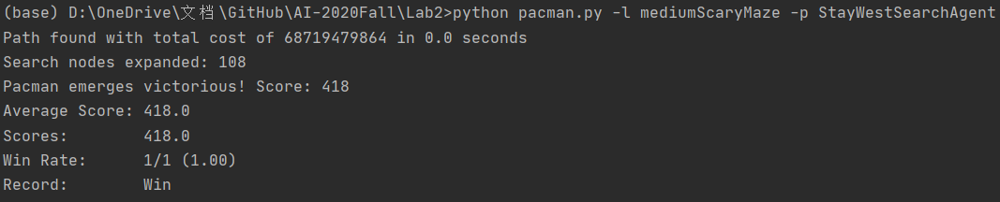 (base) D:\OneDrive\文档\GitHub\AI-2020Fall\Lab2>python pacman.py -l mediumScaryMaze -p StayWestSearchAgent
Path found with total cost of 68719479864 in 0.0 seconds
Search nodes expanded: 108
Pacman emerges victorious! Score: 418
Average Score: 418.0
Scores:        418.0
Win Rate:      1/1 (1.00)
Record:        Win